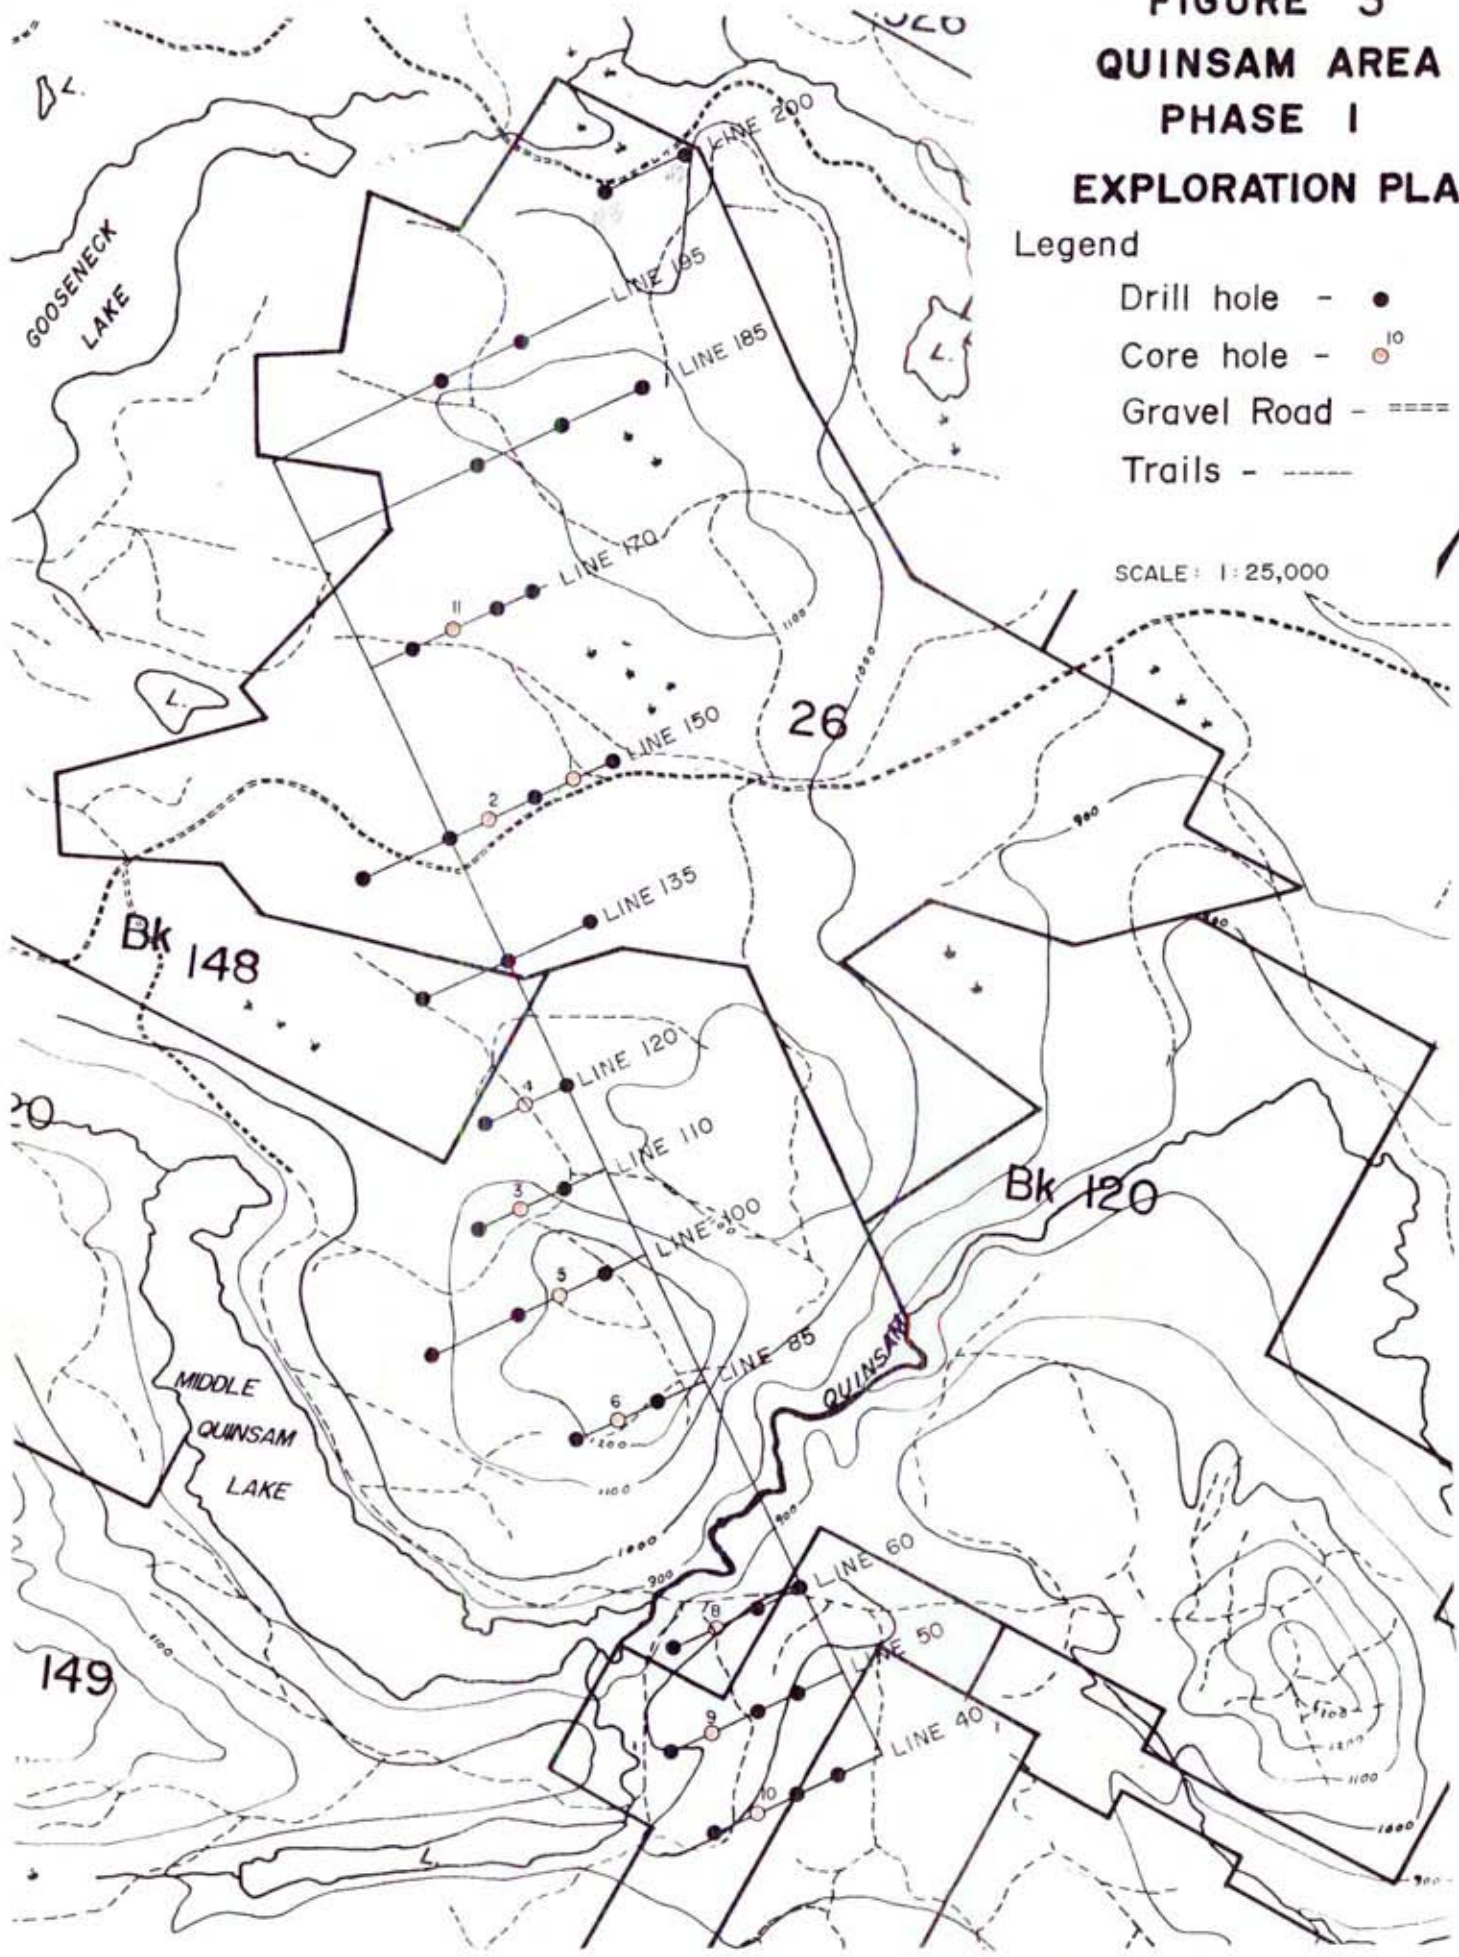 FIGURE 5
QUINSAM AREA
PHASE I
EXPLORATION PLA
Legend
Drill hole - 
Core hole - 10
Gravel Road - ====
Trails - -----
SCALE: 1:25,000
L.
GOOSENECK
LAKE
LINE 200
LINE 195
LINE 185
L.
LINE 170
11
1100
1000
L.
26
LINE 150
2
900
LINE 135
Bk
148
LINE 120
4
LINE 110
3
Bk 120
LINE 100
5
LINE 85
QUINSAM
6
1200
MIDDLE
QUINSAM
LAKE
1100
900
1000
900
LINE 60
8
LINE 50
1100
149
9
LINE 40
1200
1100
10
1000
L.
900